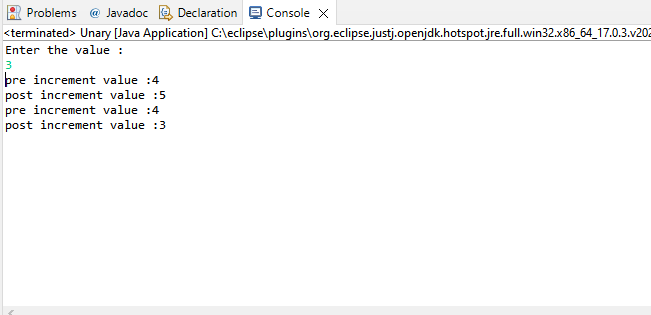 Problems @ Javadoc Declaration Console
<terminated> Unary [Java Application] C:\eclipse\plugins\org.eclipse.justj.openjdk.hotspot.jre.full.win32.x86_64_17.0.3.v202
Enter the value :
3
pre increment value :4
post increment value :5
pre increment value :4
post increment value :3